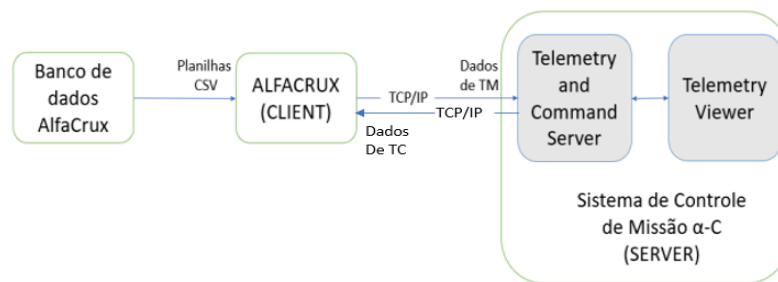 Banco de
dados
AlfaCrux
Planilhas
CSV
ALFACRUX
(CLIENT)
Dados
de TM
TCP/IP
TCP/IP
Dados
De TC
Telemetry
and
Command
Server
Telemetry
Viewer
Sistema de Controle
de Missão α-C
(SERVER)